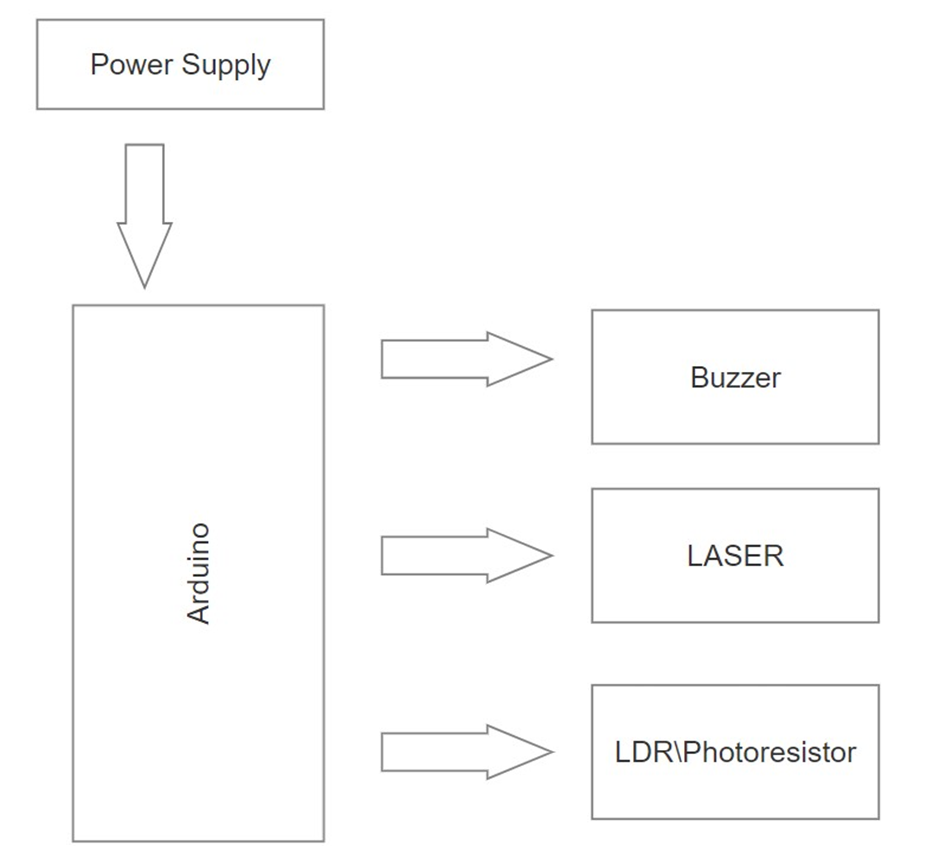 Power Supply
Arduino
Buzzer
LASER
LDR\Photoresistor